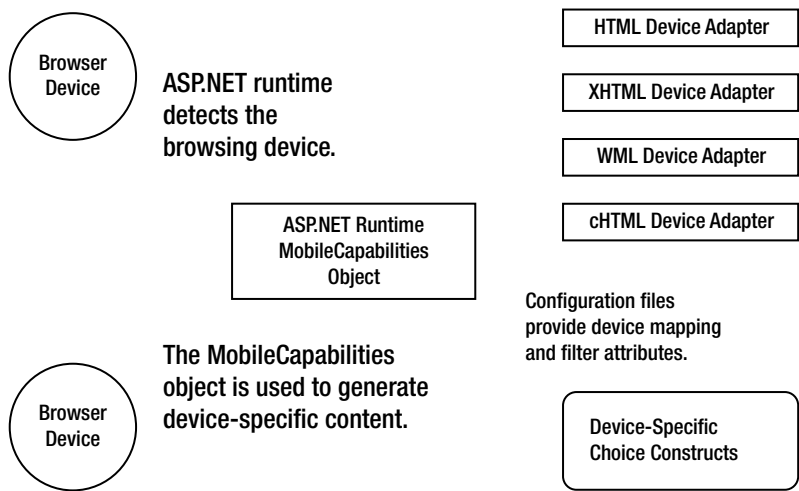 Browser
Device
ASP.NET runtime
detects the
browsing device.
HTML Device Adapter
XHTML Device Adapter
WML Device Adapter
cHTML Device Adapter
ASP.NET Runtime
MobileCapabilities
Object
Configuration files
provide device mapping
and filter attributes.
The MobileCapabilities
object is used to generate
device-specific content.
Browser
Device
Device-Specific
Choice Constructs